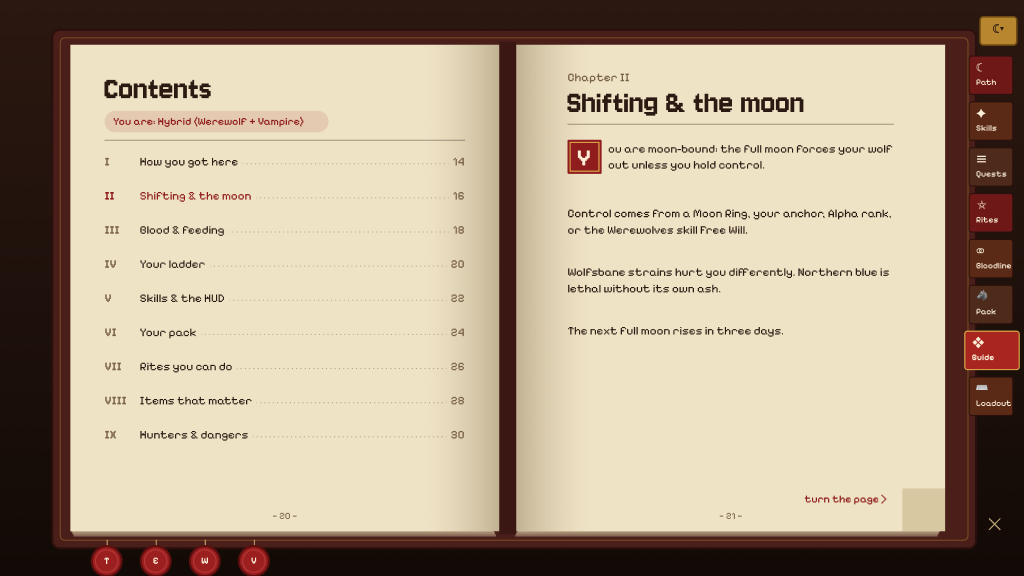 Contents
You are: Hybrid (Werewolf + Vampire)
I How you got here 14
II Shifting & the moon 16
III Blood & feeding 18
IV Your ladder 20
V Skills & the HUD 22
VI Your pack 24
VII Rites you can do 26
VIII Items that matter 28
IX Hunters & dangers 30
- 20 -
Chapter II
Shifting & the moon
You are moon-bound: the full moon forces your wolf
out unless you hold control.
Control comes from a Moon Ring, your anchor, Alpha rank,
or the Werewolves skill Free Will.
Wolfsbane strains hurt you differently. Northern blue is
lethal without its own ash.
The next full moon rises in three days.
turn the page >
- 21 -
Path
Skills
Quests
Rites
Bloodline
Pack
Guide
Loadout
T E W V